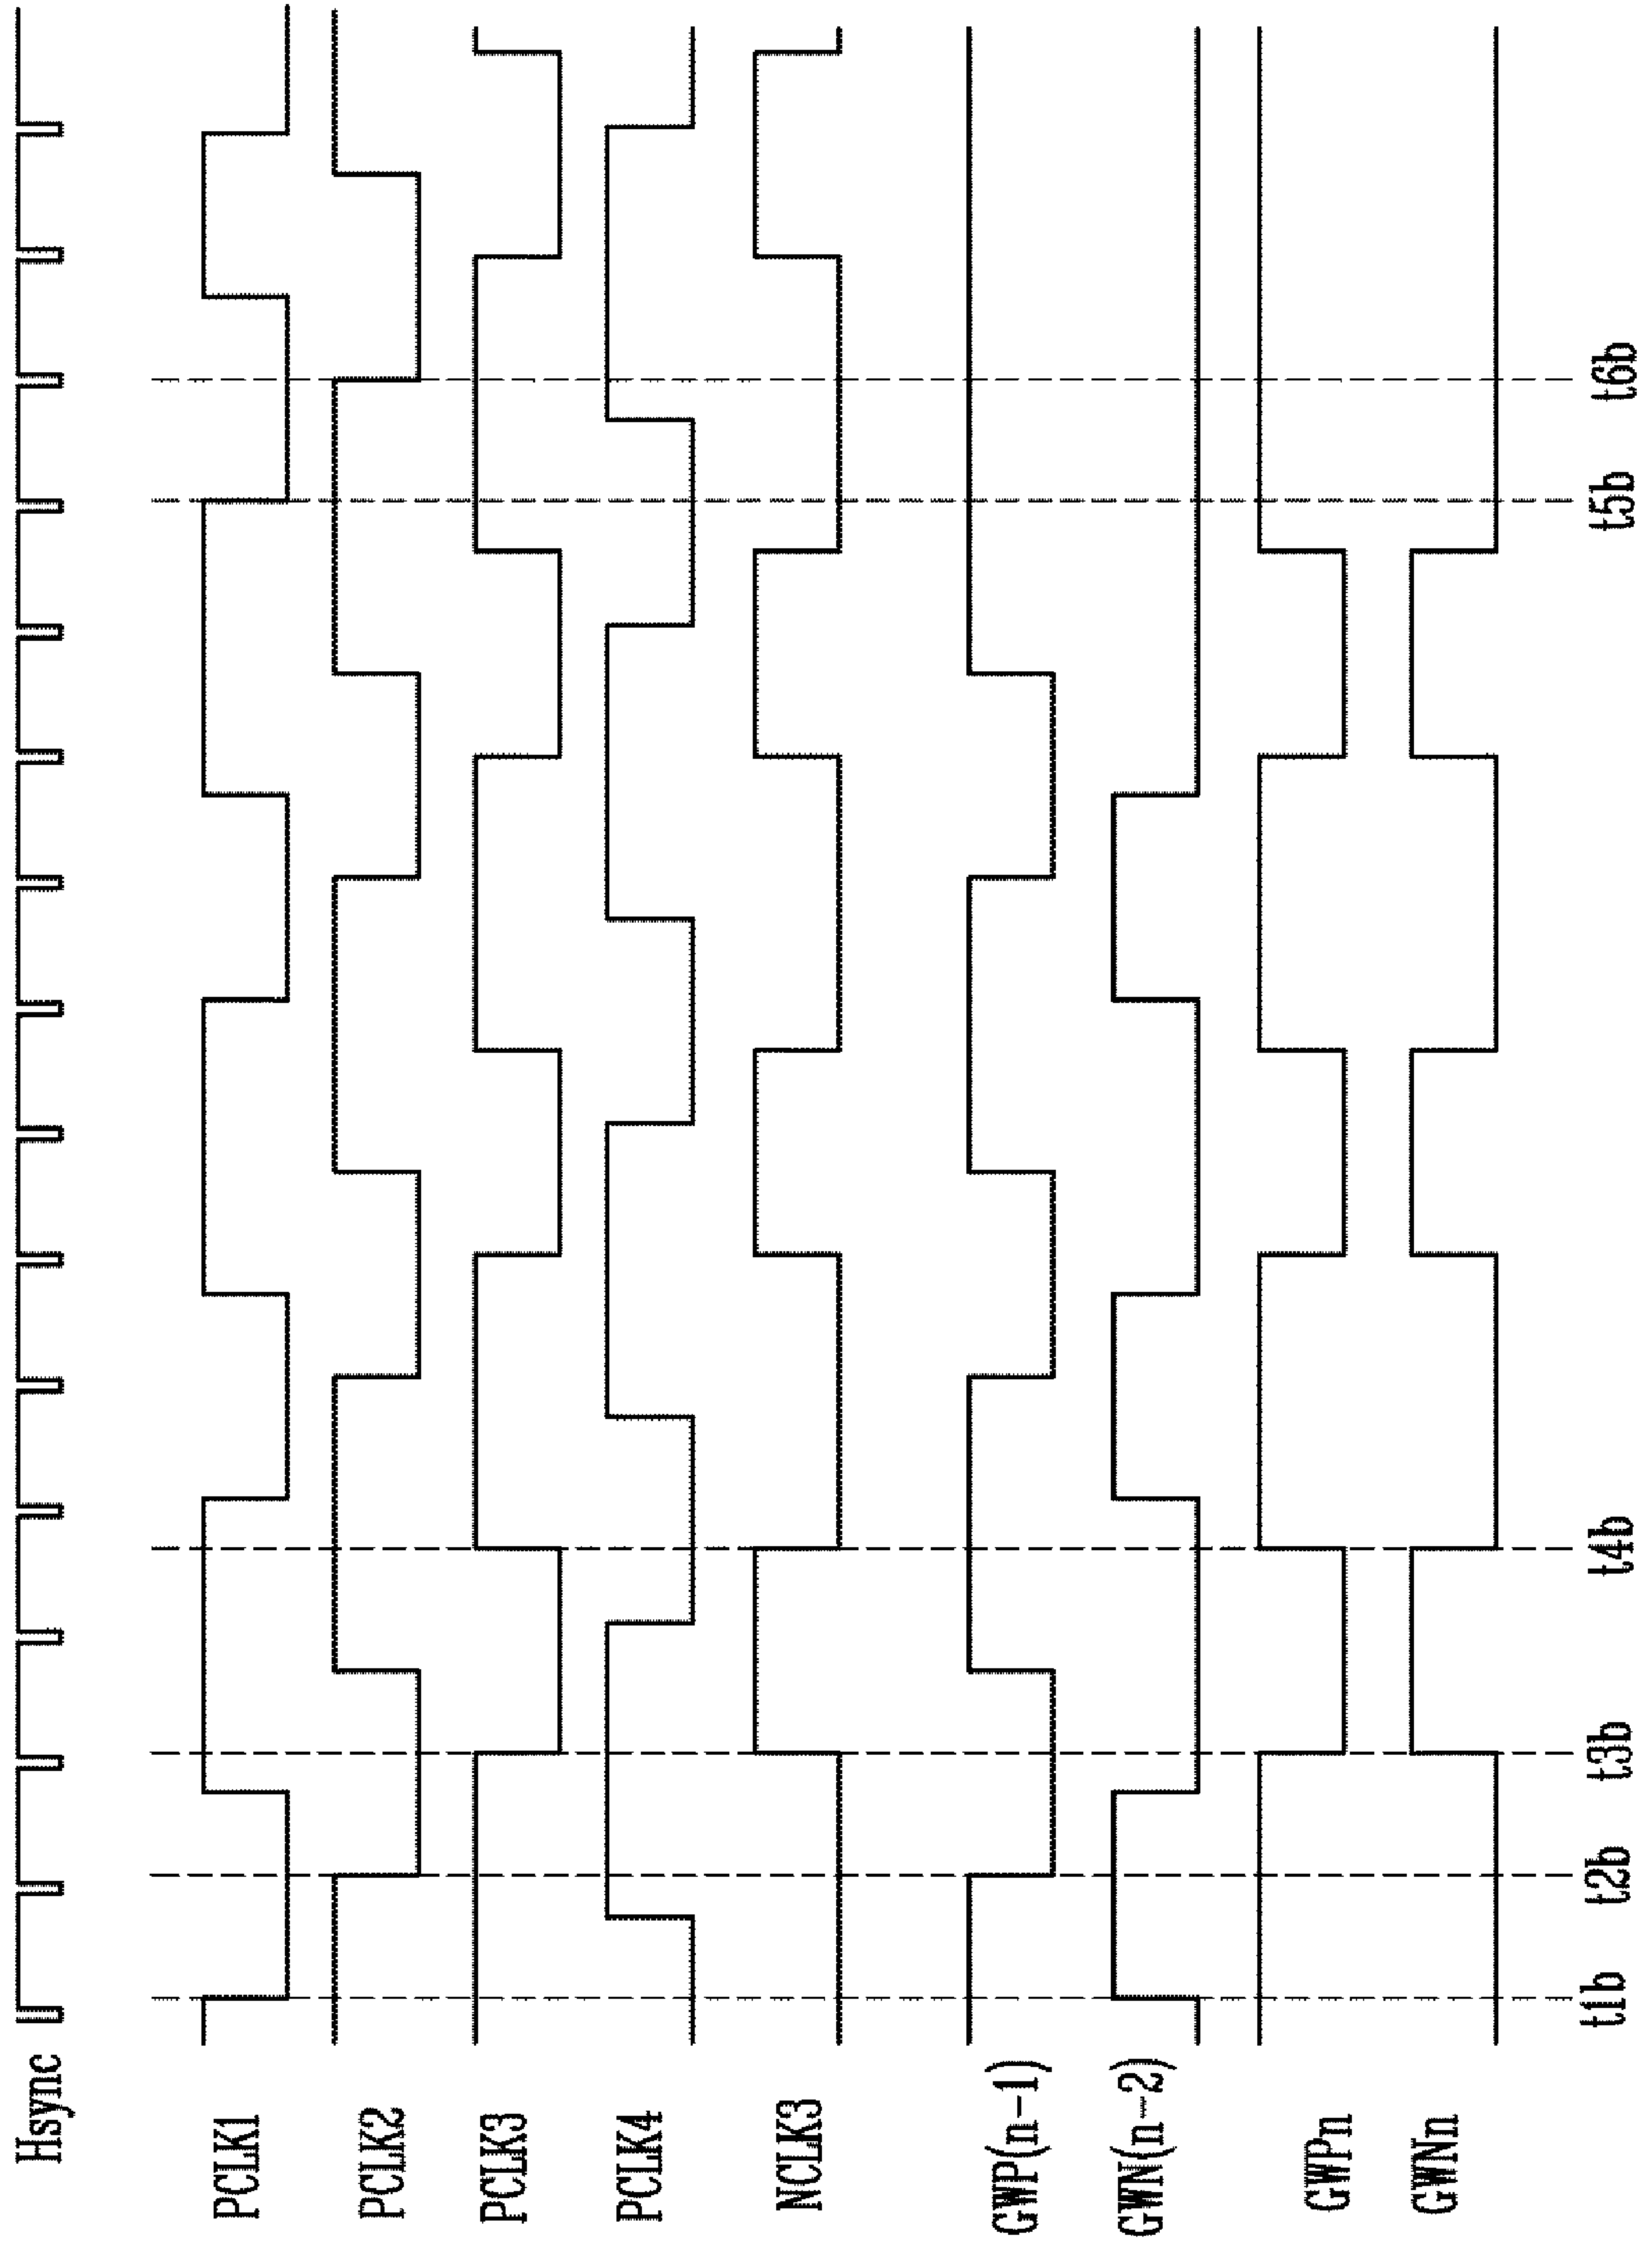 Hsync
PCLK1
PCLK2
PCLK3
PCLK4
NCLK3
GWP(n-1)
GWN(n-2)
GWPn
GWNn
t1b t2b t3b t4b t5b t6b